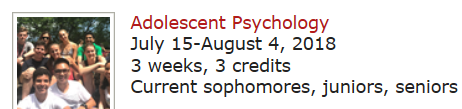 Adolescent Psychology
July 15-August 4, 2018
3 weeks, 3 credits
Current sophomores, juniors, seniors